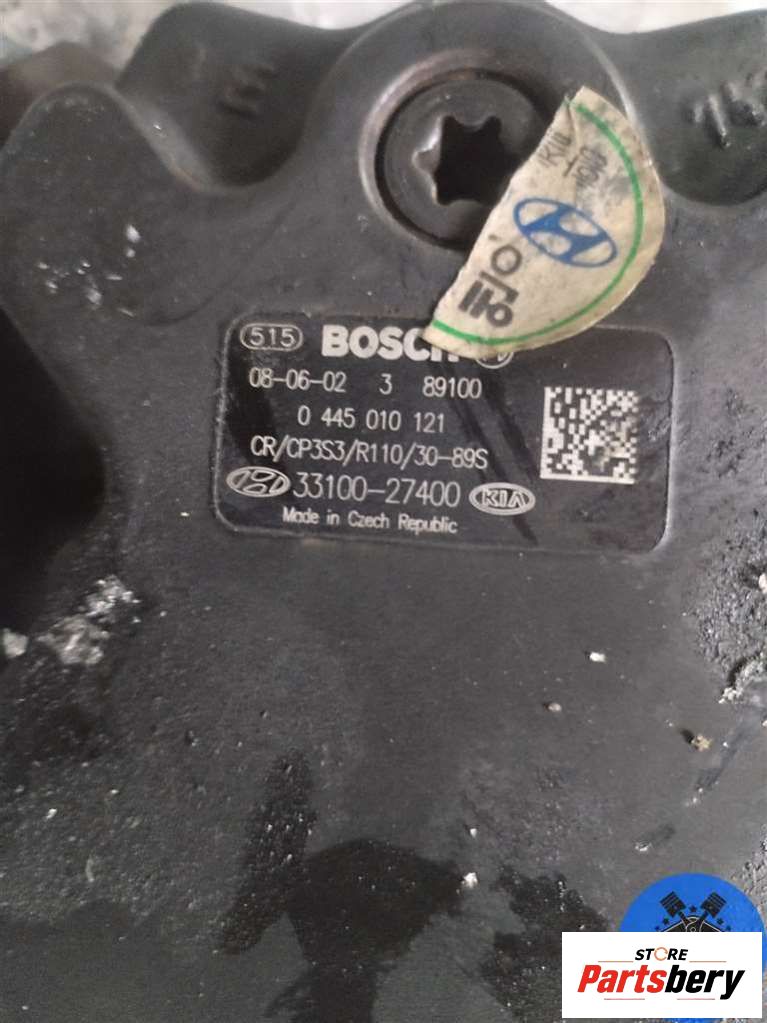 515 BOSCH
08-06-02 3 89100
0 445 010 121
CR/CP3S3/R110/30-89S
33100-27400 KIA
Made in Czech Republic
STORE
Partsbery